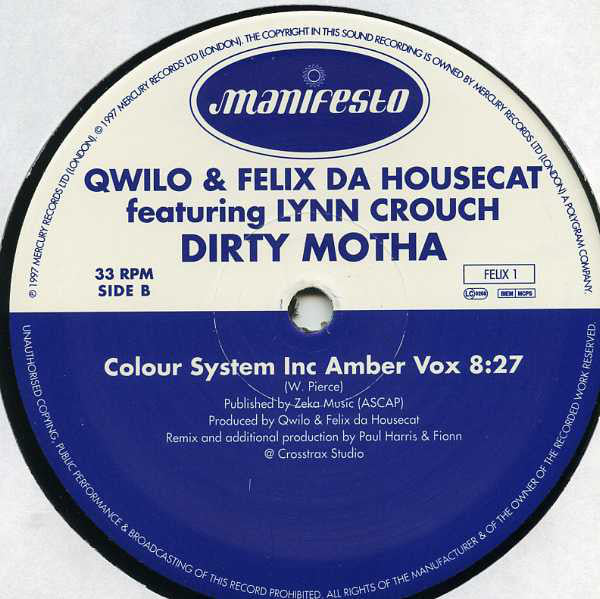 ℗ 1997 MERCURY RECORDS LTD (LONDON). © 1997 MERCURY RECORDS LTD (LONDON). THE COPYRIGHT IN THIS SOUND RECORDING IS OWNED BY MERCURY RECORDS LTD (LONDON) A POLYGRAM COMPANY.
manifesto
QWILO & FELIX DA HOUSECAT
featuring LYNN CROUCH
DIRTY MOTHA
33 RPM
SIDE B
FELIX 1
LC 0268
BIEM MCPS
Colour System Inc Amber Vox 8:27
(W. Pierce)
Published by Zeka Music (ASCAP)
Produced by Qwilo & Felix da Housecat
Remix and additional production by Paul Harris & Fionn
@ Crosstrax Studio
UNAUTHORISED COPYING, PUBLIC PERFORMANCE & BROADCASTING OF THIS RECORD PROHIBITED. ALL RIGHTS OF THE MANUFACTURER & OF THE OWNER OF THE RECORDED WORK RESERVED.